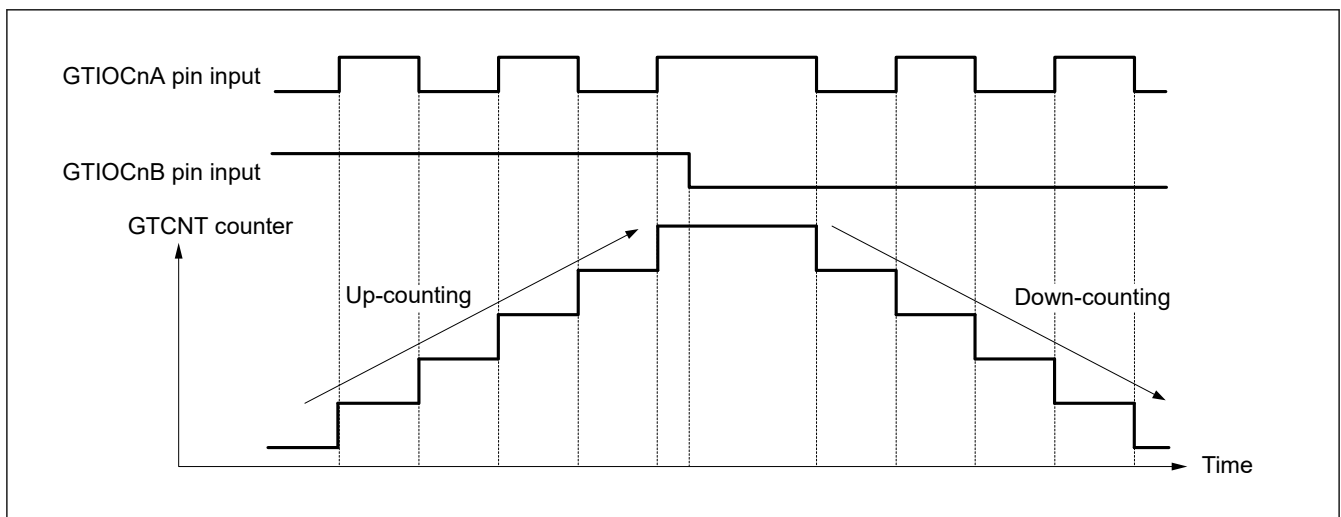 GTIOCnA pin input
GTIOCnB pin input
GTCNT counter
Up-counting
Down-counting
Time